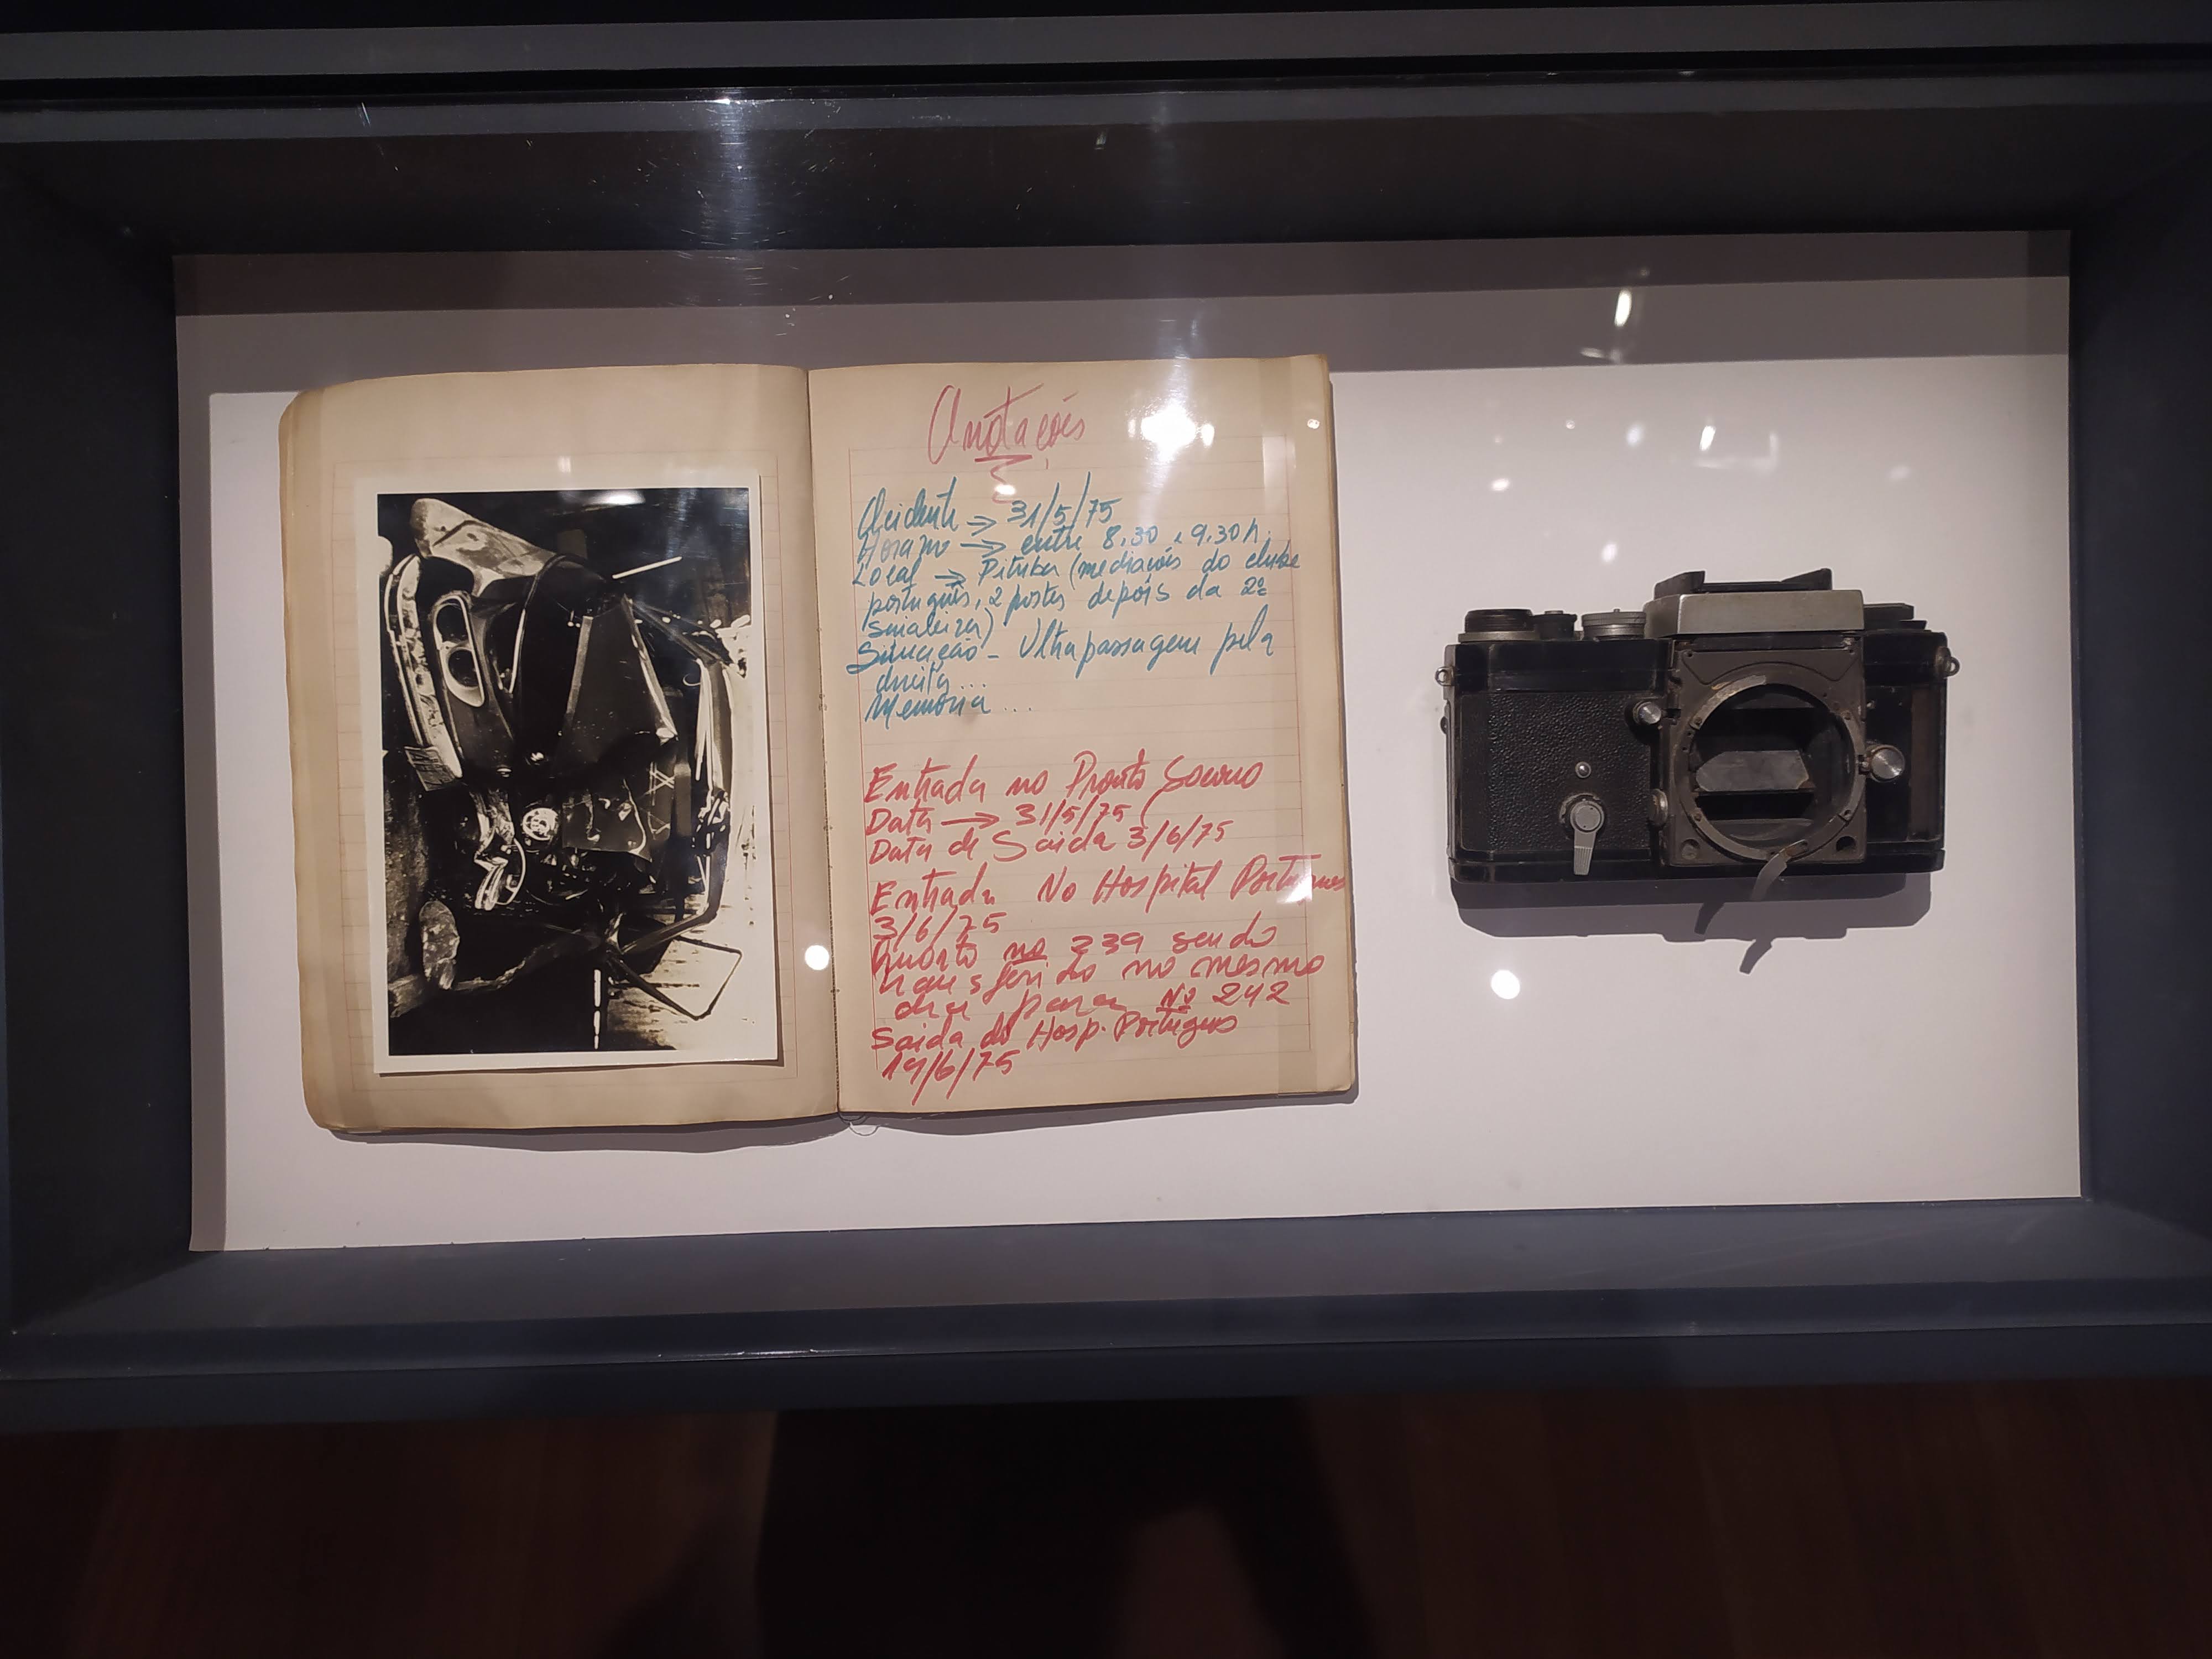 Anotações
Acidente → 31/5/75
Horario → entre 8.30 e 9.30h.
Local → Pituba (mediações do clube
português, 2 postes depois da 2ª
sinaleira)
Situação - Ultrapassagem pela
direita...
Memória ...
Entrada no Pronto Socorro
Data → 31/5/75
Data de Saida 3/6/75
Entrada No Hospital Portugues
3/6/75
Quarto no 239 sendo
transferido no mesmo
dia para Nº 242
Saida do Hosp. Portugues
19/6/75